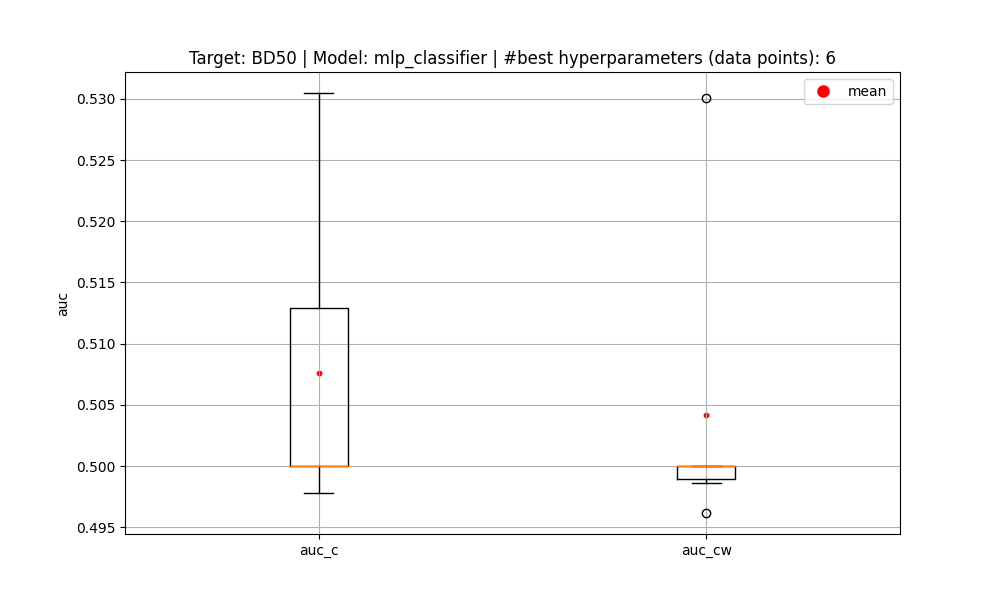 Target: BD50 | Model: mlp_classifier | #best hyperparameters (data points): 6
mean
0.530
0.525
0.520
0.515
0.510
0.505
0.500
0.495
auc
auc_c
auc_cw